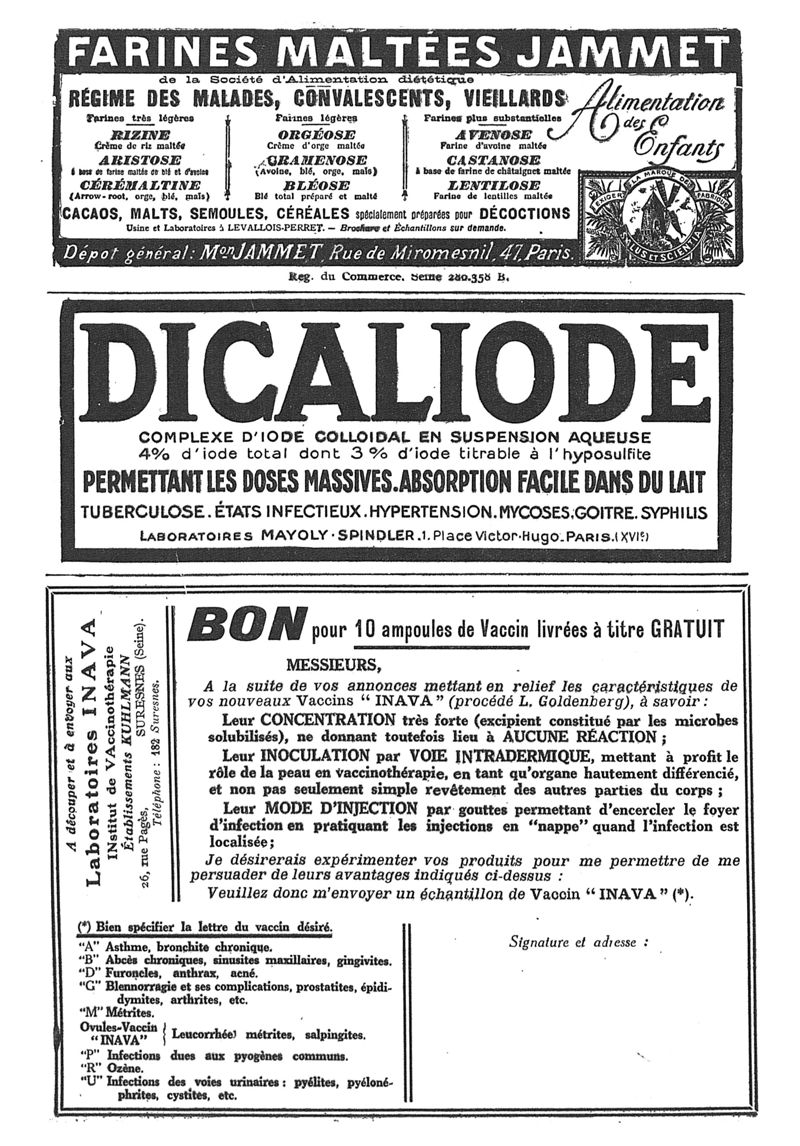 FARINES MALTÉES JAMMET
de la Société d'Alimentation diététique
RÉGIME DES MALADES, CONVALESCENTS, VIEILLARDS
Alimentation
des
Enfants
Farines très légères
RIZINE
Crème de riz maltée
ARISTOSE
à base de farine maltée de blé et d'avoine
CÉRÉMALTINE
(Arrow-root, orge, blé, maïs)
Farines légères
ORGÉOSE
Crème d'orge maltée
GRAMENOSE
(Avoine, blé, orge, maïs)
BLÉOSE
Blé total préparé et malté
Farines plus substantielles
AVENOSE
Farine d'avoine maltée
CASTANOSE
à base de farine de châtaignet maltée
LENTILOSE
Farine de lentilles maltée
CACAOS, MALTS, SEMOULES, CÉRÉALES spécialement préparées pour DÉCOCTIONS
Usine et Laboratoires à LEVALLOIS-PERRET. — Brochure et Échantillons sur demande.
Dépot général: Mon JAMMET, Rue de Miromesnil, 47, Paris.
EXIGER LA MARQUE DE FABRIQUE
INTUS ET SCIENTIA
Reg. du Commerce. Seine 280.358 B.
DICALIODE
COMPLEXE D'IODE COLLOIDAL EN SUSPENSION AQUEUSE
4% d'iode total dont 3% d'iode titrable à l'hyposulfite
PERMETTANT LES DOSES MASSIVES. ABSORPTION FACILE DANS DU LAIT
TUBERCULOSE. ÉTATS INFECTIEUX. HYPERTENSION. MYCOSES. GOITRE. SYPHILIS
LABORATOIRES MAYOLY-SPINDLER. 1. Place Victor-Hugo. PARIS. (XVIe)
A découper et à envoyer aux
Laboratoires INAVA
INstitut de VAccinothérapie
Établissements KUHLMANN
26, rue Pagès, SURESNES (Seine).
Téléphone : 182 Suresnes.
BON pour 10 ampoules de Vaccin livrées à titre GRATUIT
MESSIEURS,
A la suite de vos annonces mettant en relief les caractéristiques de
vos nouveaux Vaccins “ INAVA ” (procédé L. Goldenberg), à savoir :
Leur CONCENTRATION très forte (excipient constitué par les microbes
solubilisés), ne donnant toutefois lieu à AUCUNE RÉACTION ;
Leur INOCULATION par VOIE INTRADERMIQUE, mettant à profit le
rôle de la peau en vaccinothérapie, en tant qu'organe hautement différencié,
et non pas seulement simple revêtement des autres parties du corps ;
Leur MODE D'INJECTION par gouttes permettant d'encercler le foyer
d'infection en pratiquant les injections en “nappe” quand l'infection est
localisée ;
Je désirerais expérimenter vos produits pour me permettre de me
persuader de leurs avantages indiqués ci-dessus :
Veuillez donc m'envoyer un échantillon de Vaccin “ INAVA ” (*).
(*) Bien spécifier la lettre du vaccin désiré.
“A” Asthme, bronchite chronique.
“B” Abcès chroniques, sinusites maxillaires, gingivites.
“D” Furoncles, anthrax, acné.
“G” Blennorragie et ses complications, prostatites, épidi-
dymites, arthrites, etc.
“M” Métrites.
Ovules-Vaccin “INAVA” { Leucorrhée, métrites, salpingites.
“P” Infections dues aux pyogènes communs.
“R” Ozène.
“U” Infections des voies urinaires : pyélites, pyéloné-
phrites, cystites, etc.
Signature et adresse :